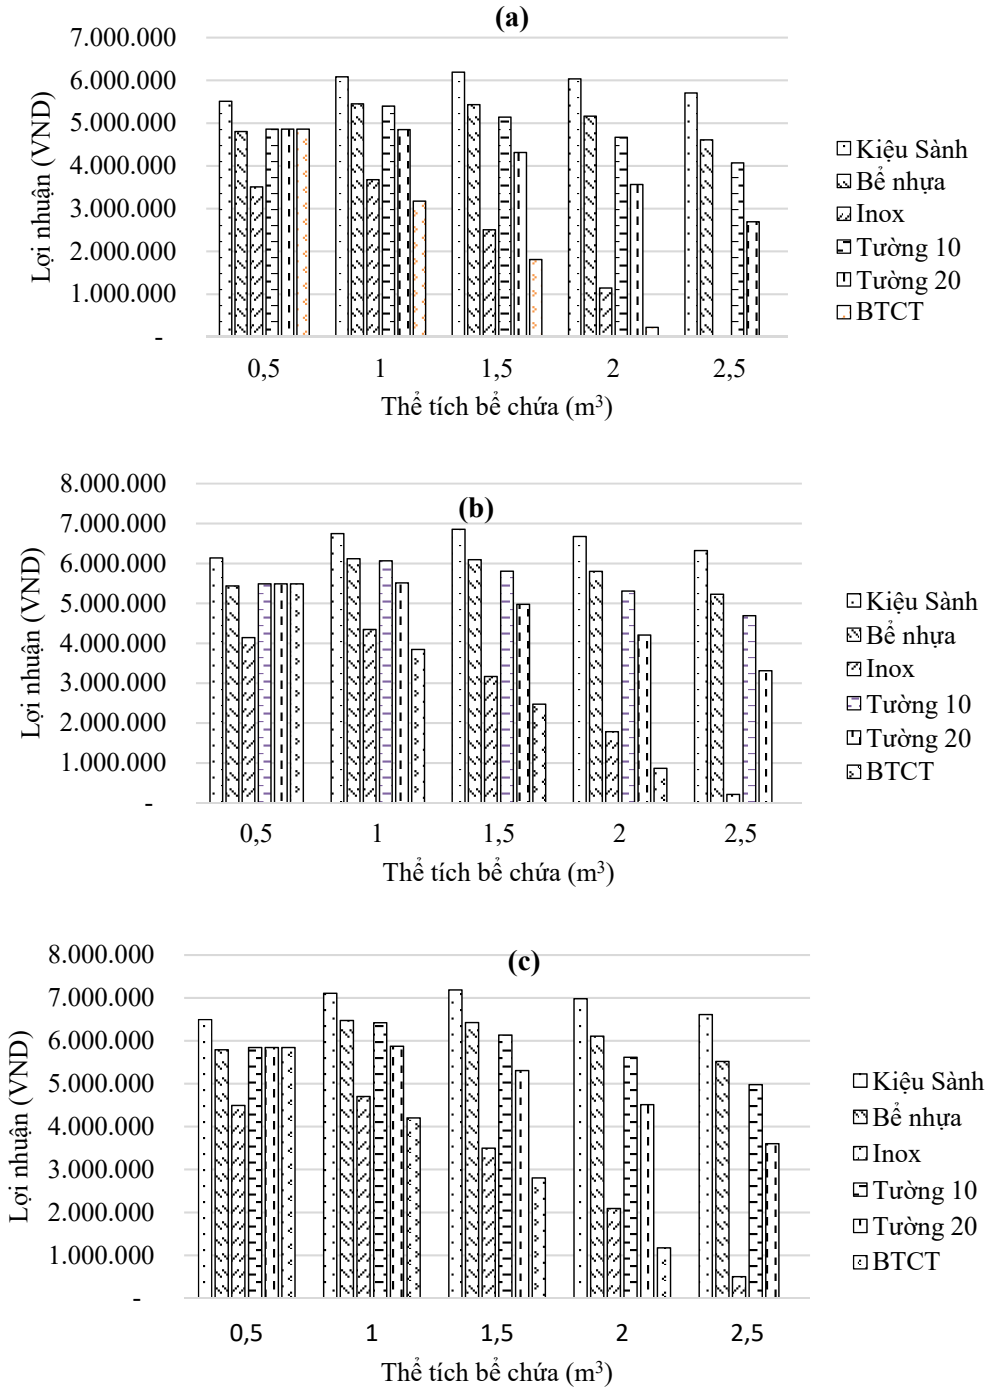 (a)
7.000.000
6.000.000
5.000.000
4.000.000
3.000.000
2.000.000
1.000.000
-
Lợi nhuận (VND)
0,5 1 1,5 2 2,5
Thể tích bể chứa (m³)
Kiệu Sành
Bể nhựa
Inox
Tường 10
Tường 20
BTCT
(b)
8.000.000
7.000.000
6.000.000
5.000.000
4.000.000
3.000.000
2.000.000
1.000.000
-
Lợi nhuận (VND)
0,5 1 1,5 2 2,5
Thể tích bể chứa (m³)
Kiệu Sành
Bể nhựa
Inox
Tường 10
Tường 20
BTCT
(c)
8.000.000
7.000.000
6.000.000
5.000.000
4.000.000
3.000.000
2.000.000
1.000.000
-
Lợi nhuận (VND)
0,5 1 1,5 2 2,5
Thể tích bể chứa (m³)
Kiệu Sành
Bể nhựa
Inox
Tường 10
Tường 20
BTCT